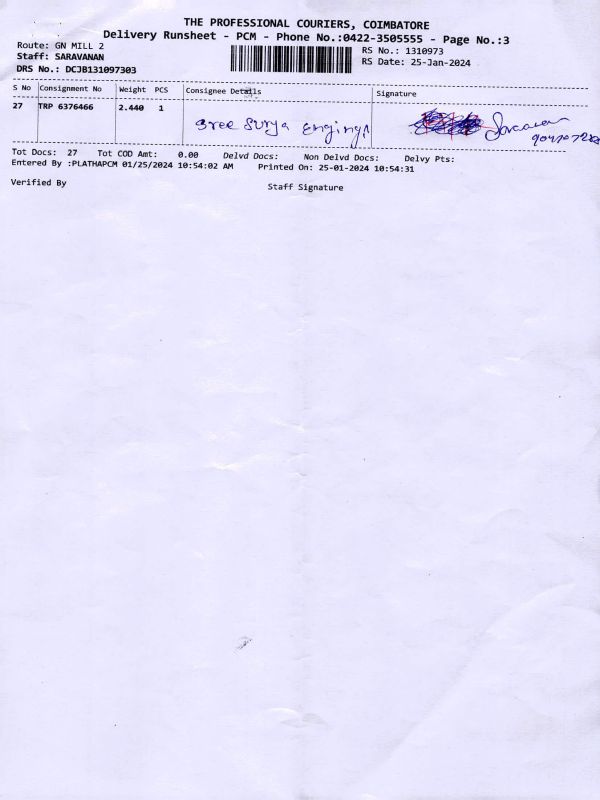 THE PROFESSIONAL COURIERS, COIMBATORE
Delivery Runsheet - PCM - Phone No.:0422-3505555 - Page No.:3
Route: GN MILL 2
RS No.: 1310973
Staff: SARAVANAN
RS Date: 25-Jan-2024
DRS No.: DCJB131097303
S No Consignment No Weight PCS Consignee Details Signature
27 TRP 6376466 2.440 1
Sree Surya
Tot Docs: 27 Tot COD Amt: 0.00 Delvd Docs: Non Delvd Docs: Delvy Pts:
Entered By :PLATHAPCM 01/25/2024 10:54:02 AM Printed On: 25-01-2024 10:54:31
Verified By Staff Signature